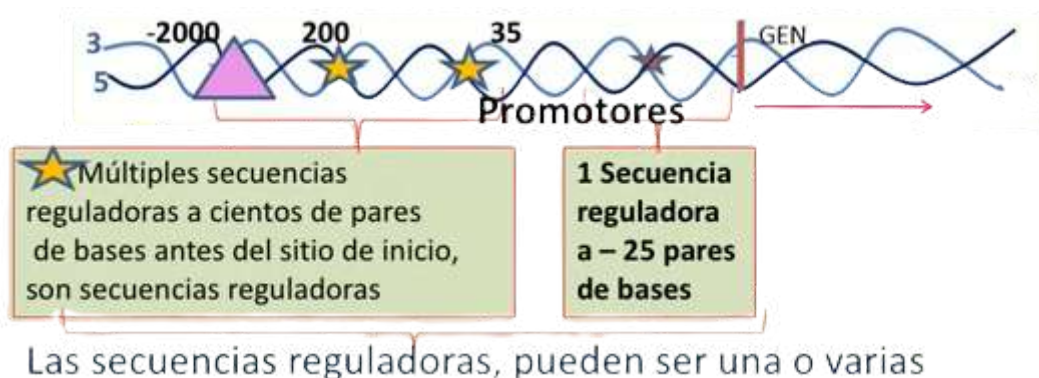 3 -2000 200 35 GEN
5
Promotores
Múltiples secuencias
reguladoras a cientos de pares
de bases antes del sitio de inicio,
son secuencias reguladoras
1 Secuencia
reguladora
a – 25 pares
de bases
Las secuencias reguladoras, pueden ser una o varias